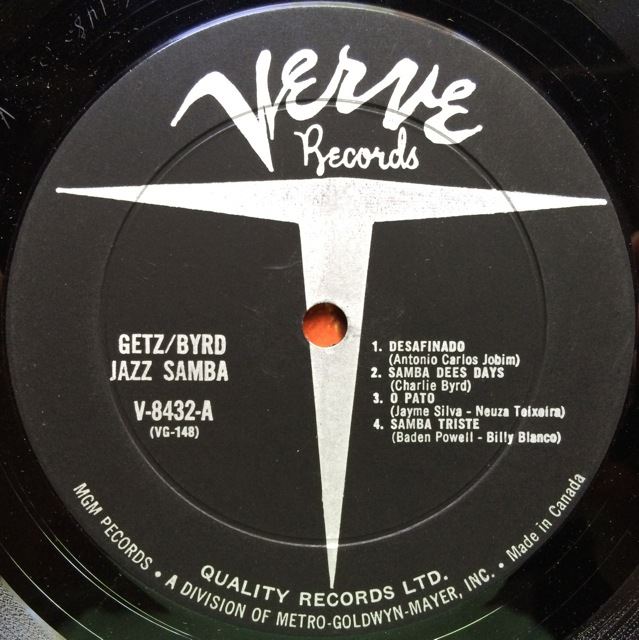 Verve
Records
GETZ/BYRD
JAZZ SAMBA
V-8432-A
(VG-148)
1. DESAFINADO
(Antonio Carlos Jobim)
2. SAMBA DEES DAYS
(Charlie Byrd)
3. O PATO
(Jayme Silva - Neuza Teixeira)
4. SAMBA TRISTE
(Baden Powell - Billy Blanco)
QUALITY RECORDS LTD.
MGM PECORDS • A DIVISION OF METRO-GOLDWYN-MAYER, INC. • Made in Canada